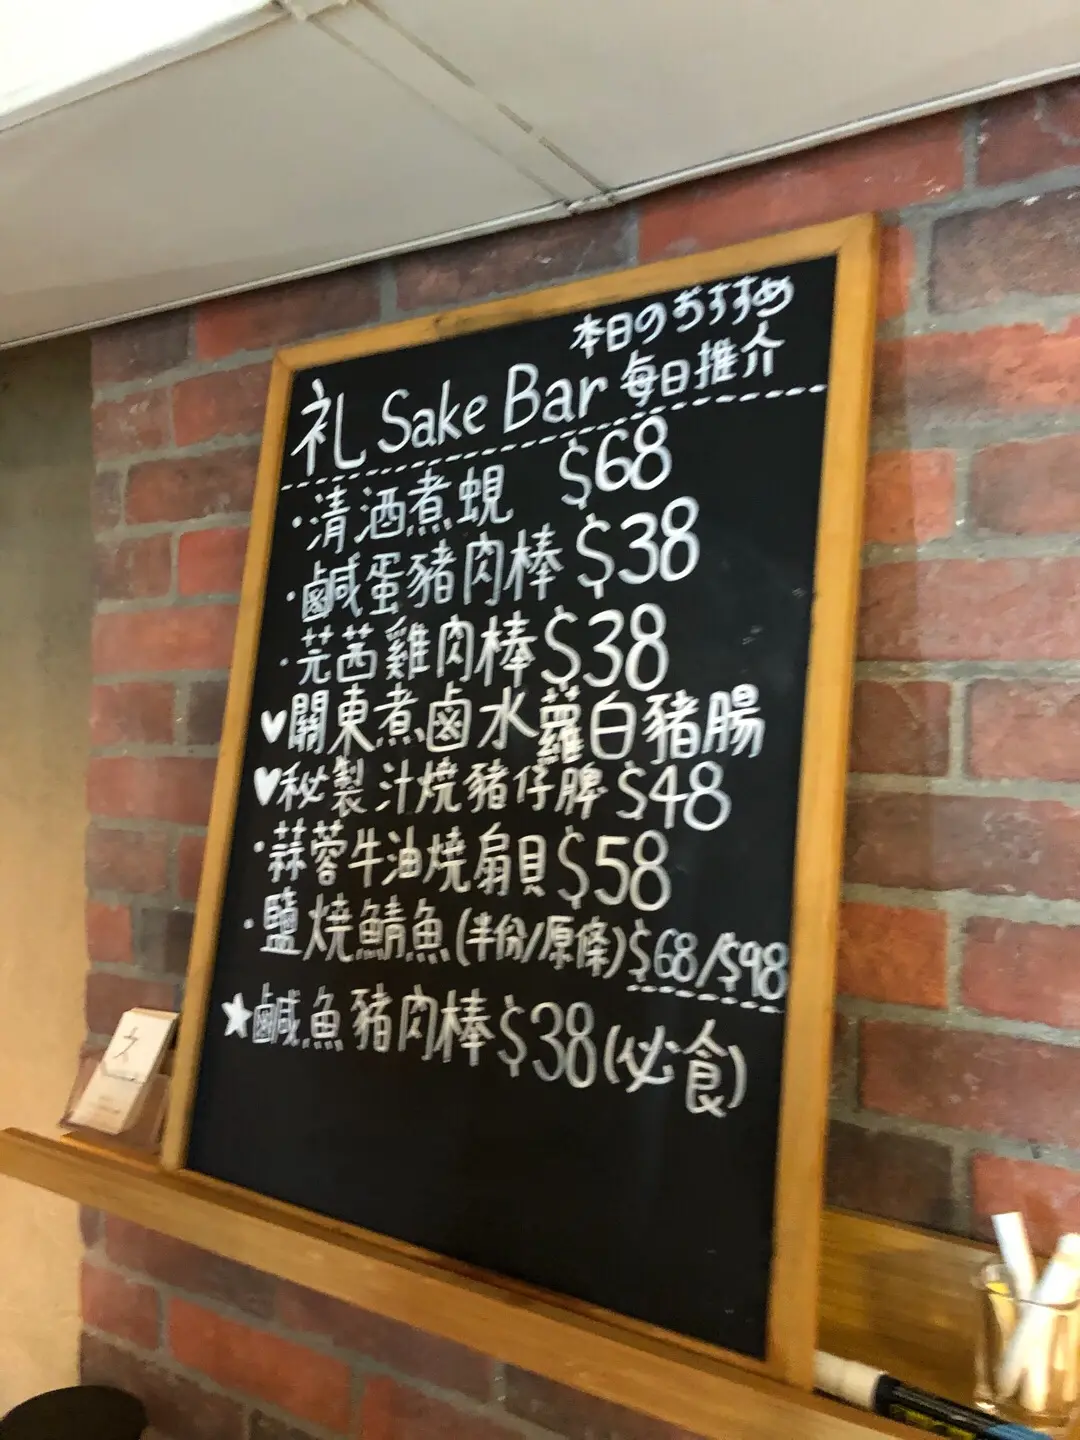 本日のおすすめ
礼 Sake Bar 每日推介
·清酒煮蜆 $68
·鹹蛋豬肉棒 $38
·芫茜雞肉棒 $38
♥關東煮鹵水蘿白豬腸
♥秘製汁燒豬仔脾 $48
·蒜蓉牛油燒扇貝 $58
·鹽燒鯖魚(半份/原條) $68/$98
★鹹魚豬肉棒 $38(必食)